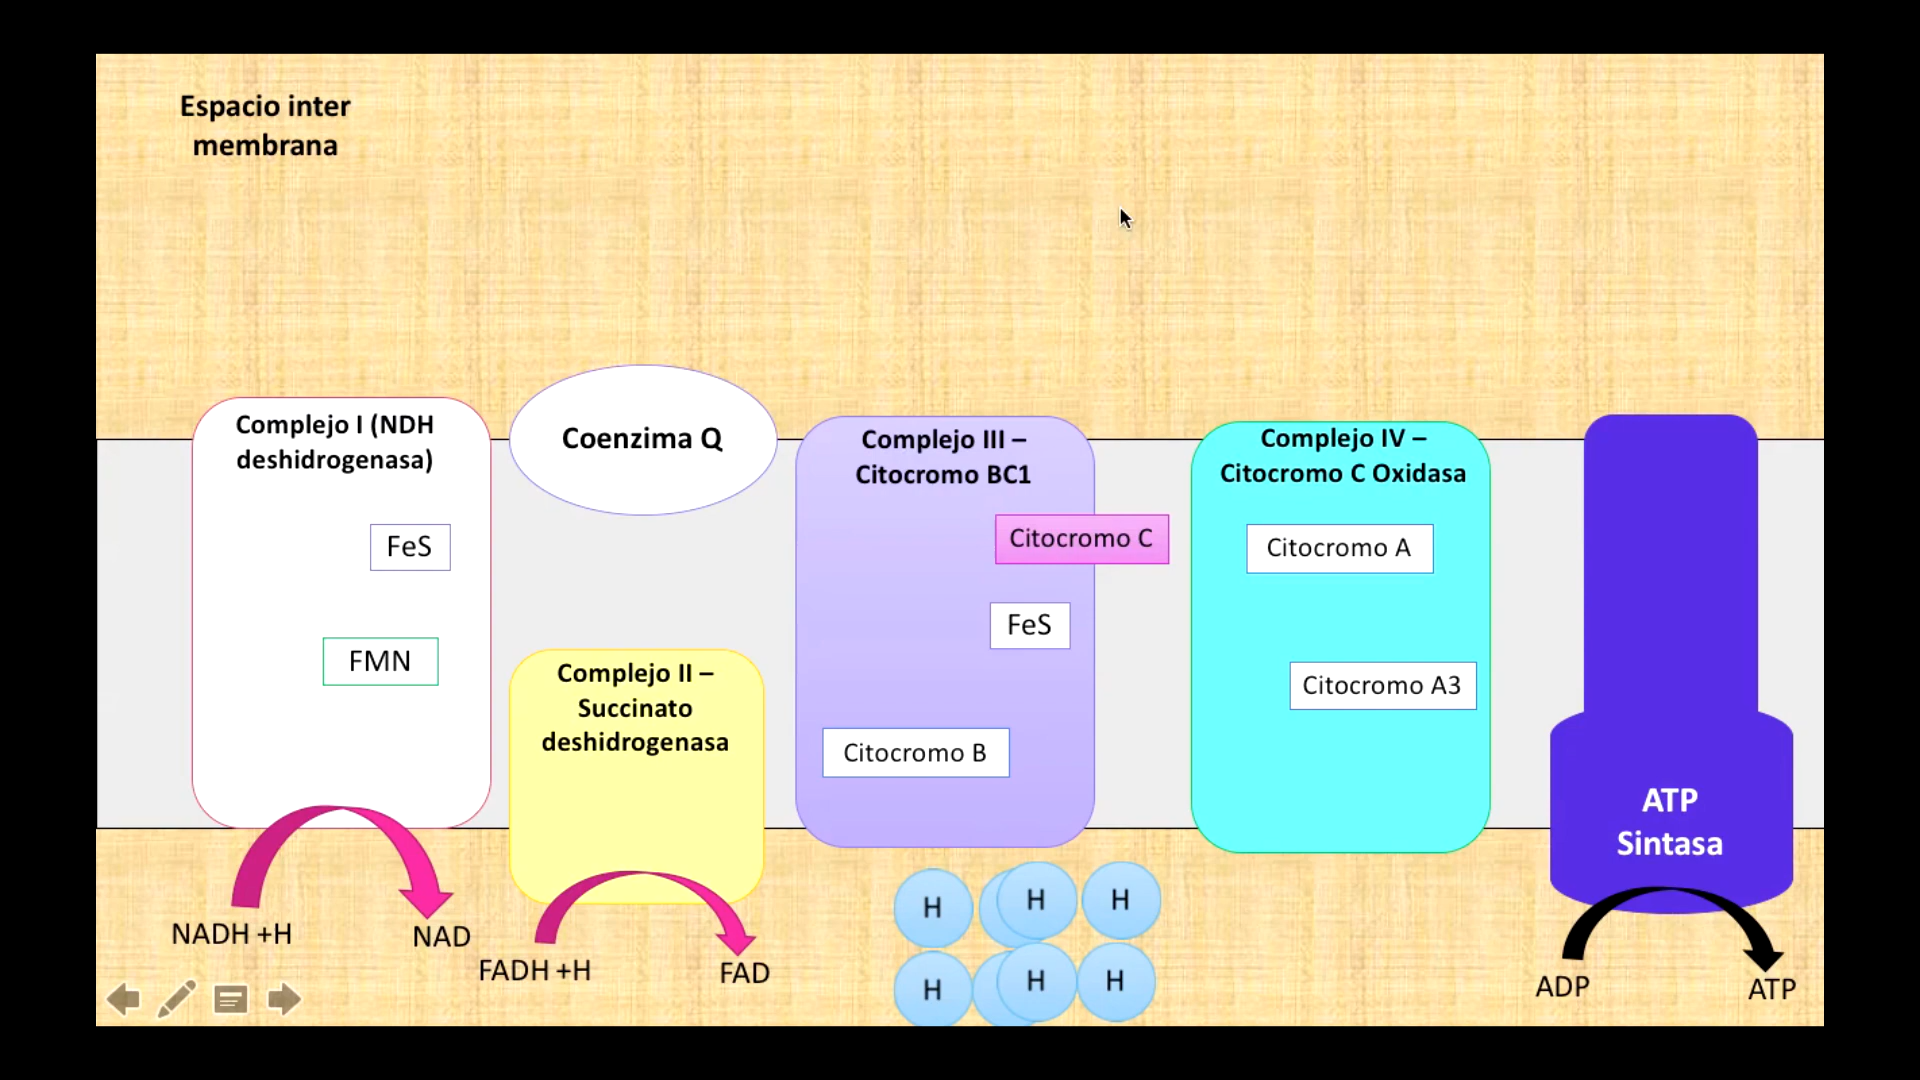 Espacio inter
membrana
Complejo I (NDH
deshidrogenasa)
FeS
FMN
Coenzima Q
Complejo II –
Succinato
deshidrogenasa
Complejo III –
Citocromo BC1
Citocromo C
FeS
Citocromo B
Complejo IV –
Citocromo C Oxidasa
Citocromo A
Citocromo A3
ATP
Sintasa
NADH +H
NAD
FADH +H
FAD
H
H
H
H
H
H
ADP
ATP